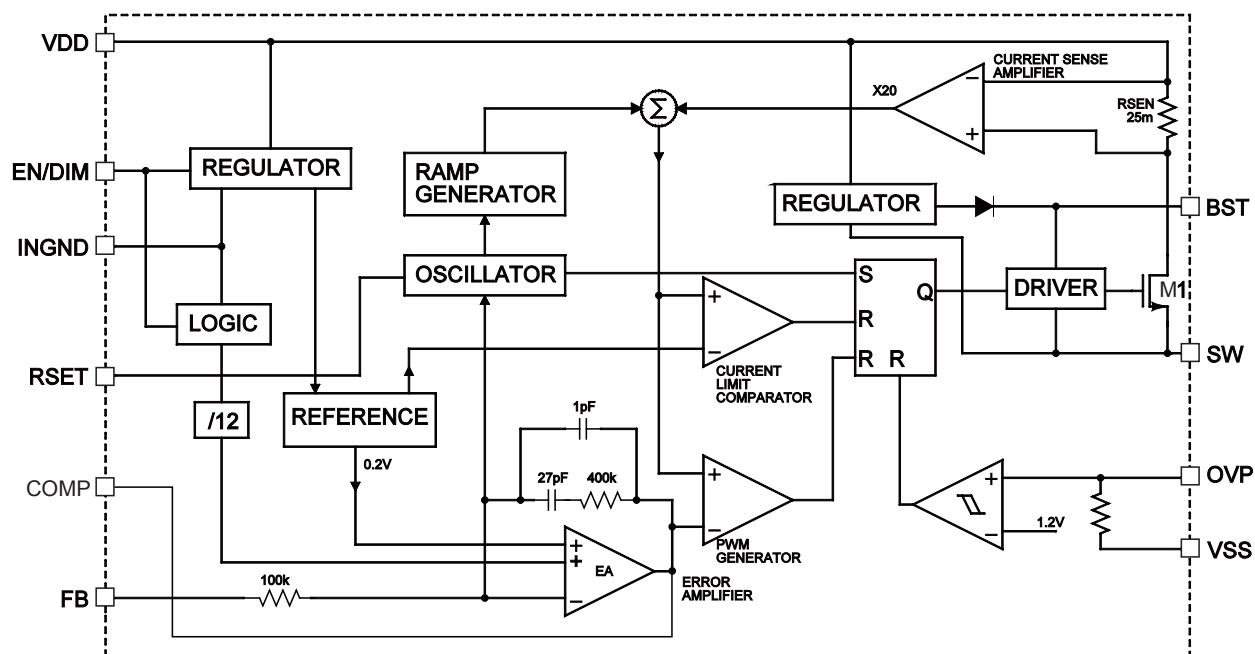 VDD
CURRENT SENSE
AMPLIFIER
X20
RSEN
25m
Σ
−
+
EN/DIM
REGULATOR
RAMP
GENERATOR
REGULATOR
BST
INGND
OSCILLATOR
S
Q
DRIVER
M1
LOGIC
+
R
−
R R
SW
RSET
CURRENT
LIMIT
COMPARATOR
/12
REFERENCE
1pF
0.2V
27pF
400k
COMP
+
−
PWM
GENERATOR
+
−
1.2V
OVP
VSS
+
+
−
EA
ERROR
AMPLIFIER
100k
FB